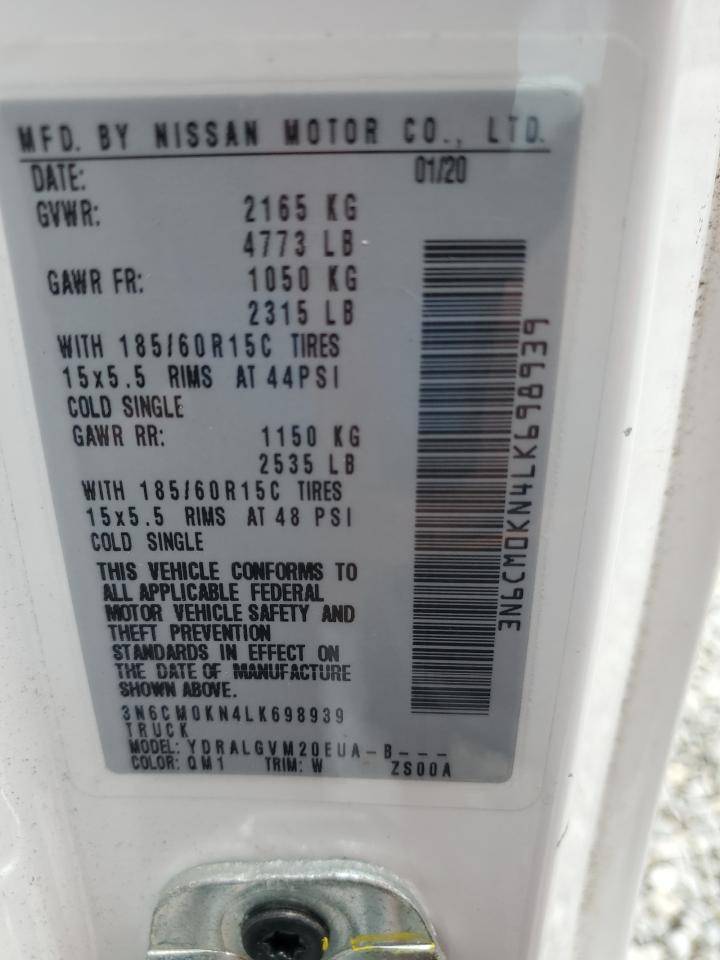 MFD. BY NISSAN MOTOR CO., LTD.
DATE: 01/20
GVWR: 2165 KG
4773 LB
GAWR FR: 1050 KG
2315 LB
WITH 185/60R15C TIRES
15x5.5 RIMS AT 44PSI
COLD SINGLE
GAWR RR: 1150 KG
2535 LB
WITH 185/60R15C TIRES
15x5.5 RIMS AT 48 PSI
COLD SINGLE
THIS VEHICLE CONFORMS TO
ALL APPLICABLE FEDERAL
MOTOR VEHICLE SAFETY AND
THEFT PREVENTION
STANDARDS IN EFFECT ON
THE DATE OF MANUFACTURE
SHOWN ABOVE.
3N6CM0KN4LK698939
TRUCK
MODEL: YDRALGVM20EUA-B---
COLOR: QM1 TRIM: W ZS00A
3N6CM0KN4LK698939